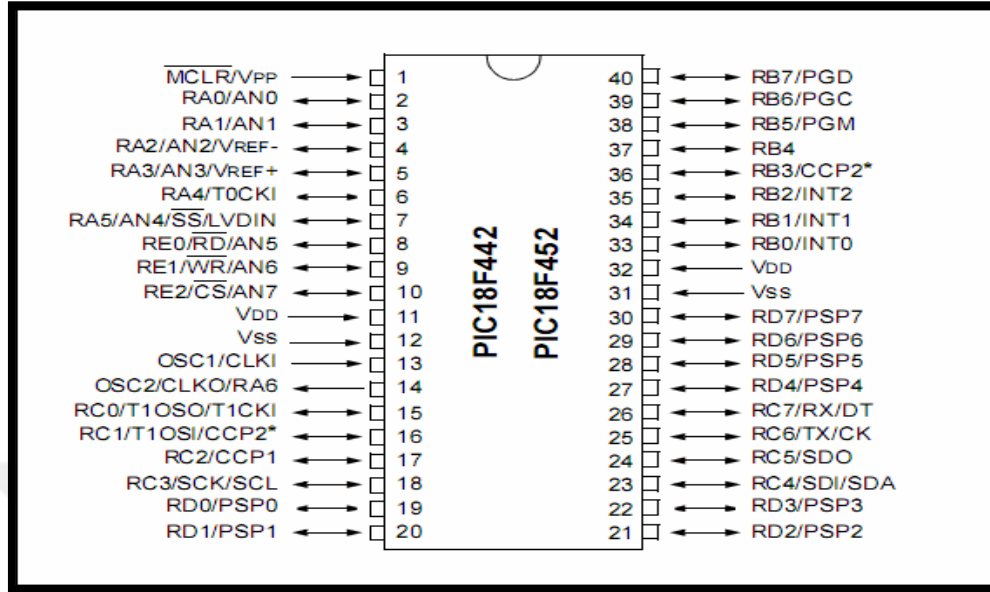 MCLR/VPP 1 40 RB7/PGD
RA0/AN0 2 39 RB6/PGC
RA1/AN1 3 38 RB5/PGM
RA2/AN2/VREF- 4 37 RB4
RA3/AN3/VREF+ 5 36 RB3/CCP2*
RA4/T0CKI 6 35 RB2/INT2
RA5/AN4/SS/LVDIN 7 34 RB1/INT1
RE0/RD/AN5 8 33 RB0/INT0
RE1/WR/AN6 9 32 VDD
RE2/CS/AN7 10 31 VSS
VDD 11 30 RD7/PSP7
VSS 12 29 RD6/PSP6
OSC1/CLKI 13 28 RD5/PSP5
OSC2/CLKO/RA6 14 27 RD4/PSP4
RC0/T1OSO/T1CKI 15 26 RC7/RX/DT
RC1/T1OSI/CCP2* 16 25 RC6/TX/CK
RC2/CCP1 17 24 RC5/SDO
RC3/SCK/SCL 18 23 RC4/SDI/SDA
RD0/PSP0 19 22 RD3/PSP3
RD1/PSP1 20 21 RD2/PSP2
PIC18F442
PIC18F452